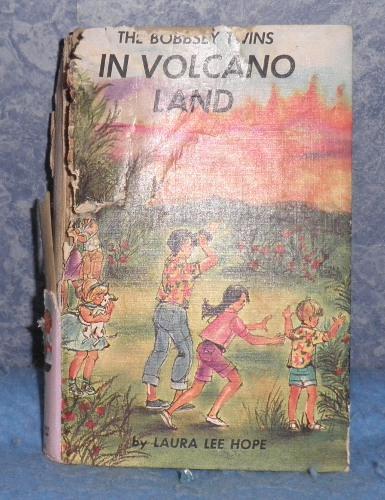 THE BOBBSEY TWINS
IN VOLCANO
LAND
by LAURA LEE HOPE